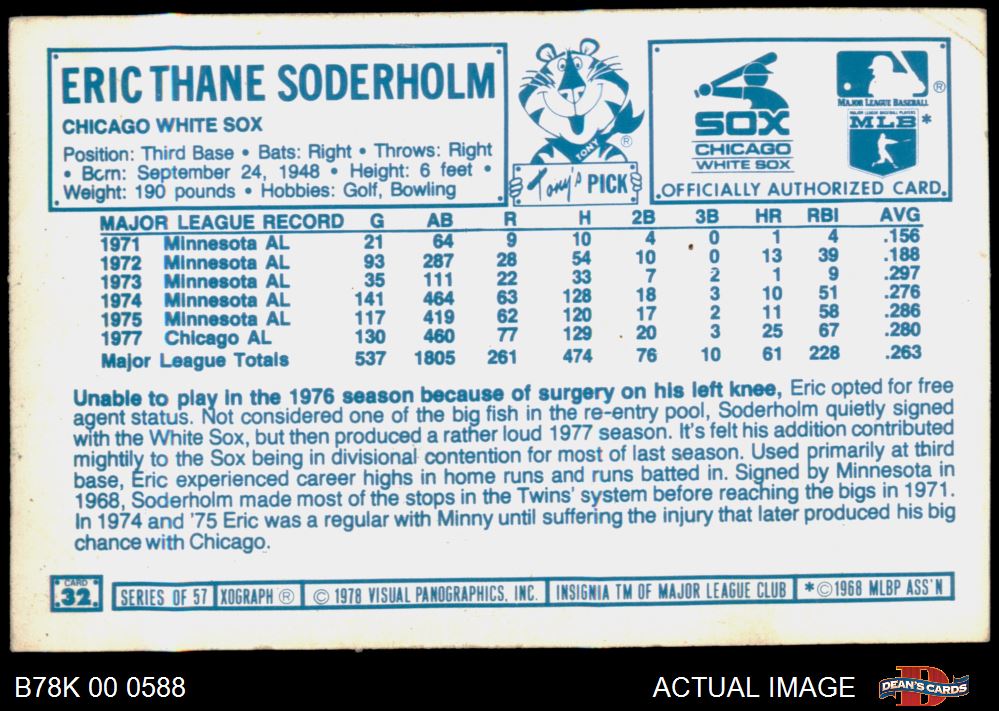 ERIC THANE SODERHOLM
CHICAGO WHITE SOX
Position: Third Base • Bats: Right • Throws: Right
• Born: September 24, 1948 • Height: 6 feet •
Weight: 190 pounds • Hobbies: Golf, Bowling
TONY
®
Tony's PICK
SOX
CHICAGO
WHITE SOX
®
MAJOR LEAGUE BASEBALL
MAJOR LEAGUE BASEBALL PLAYERS
MLB *
OFFICIALLY AUTHORIZED CARD.
MAJOR LEAGUE RECORD G AB R H 2B 3B HR RBI AVG
1971 Minnesota AL 21 64 9 10 4 0 1 4 .156
1972 Minnesota AL 93 287 28 54 10 0 13 39 .188
1973 Minnesota AL 35 111 22 33 7 2 1 9 .297
1974 Minnesota AL 141 464 63 128 18 3 10 51 .276
1975 Minnesota AL 117 419 62 120 17 2 11 58 .286
1977 Chicago AL 130 460 77 129 20 3 25 67 .280
Major League Totals 537 1805 261 474 76 10 61 228 .263
Unable to play in the 1976 season because of surgery on his left knee, Eric opted for free
agent status. Not considered one of the big fish in the re-entry pool, Soderholm quietly signed
with the White Sox, but then produced a rather loud 1977 season. It's felt his addition contributed
mightily to the Sox being in divisional contention for most of last season. Used primarily at third
base, Eric experienced career highs in home runs and runs batted in. Signed by Minnesota in
1968, Soderholm made most of the stops in the Twins' system before reaching the bigs in 1971.
In 1974 and '75 Eric was a regular with Minny until suffering the injury that later produced his big
chance with Chicago.
CARD
32.
SERIES OF 57 XOGRAPH ® © 1978 VISUAL PANOGRAPHICS, INC. INSIGNIA TM OF MAJOR LEAGUE CLUB *©1968 MLBP ASS'N
B78K 00 0588
ACTUAL IMAGE
D
DEAN'S CARDS